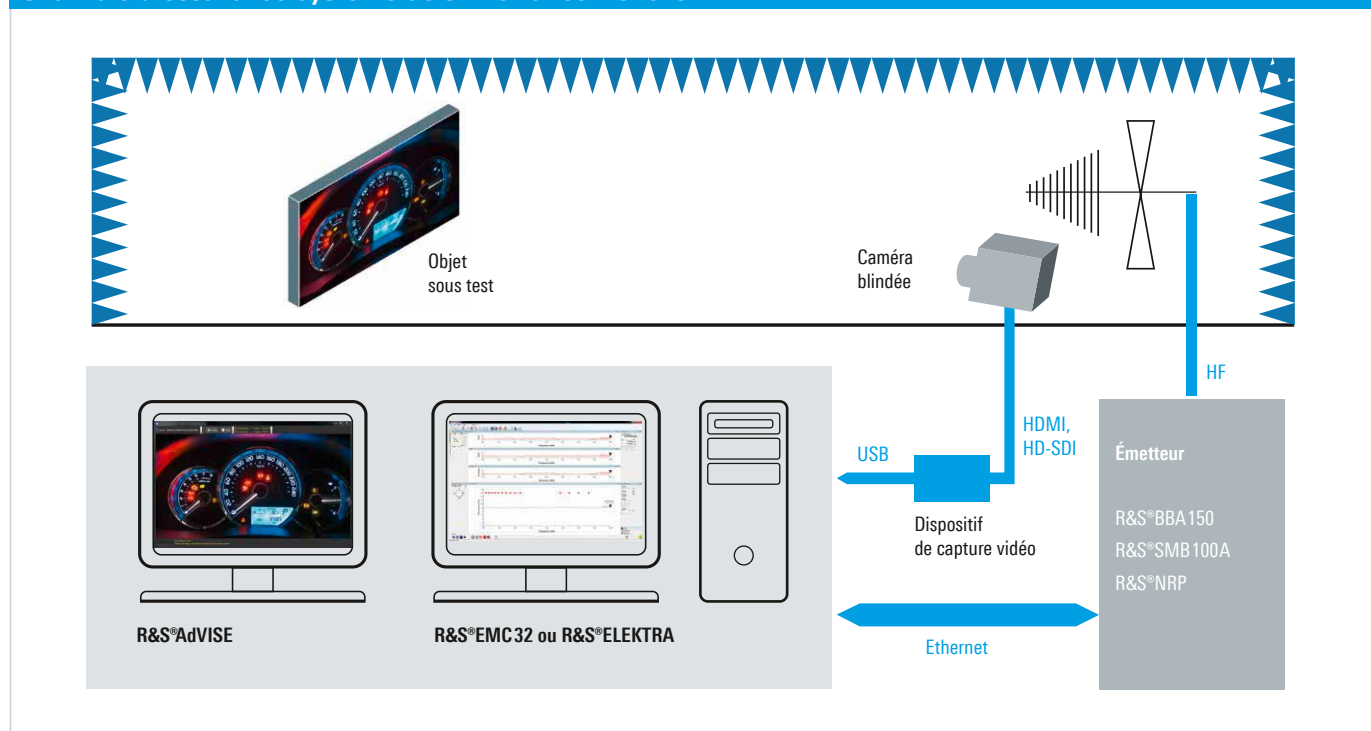 Objet
sous test
Caméra
blindée
HF
HDMI,
HD-SDI
USB
Émetteur
Dispositif
de capture vidéo
R&S®BBA150
R&S®SMB100A
R&S®NRP
R&S®AdVISE
R&S®EMC32 ou R&S®ELEKTRA
Ethernet